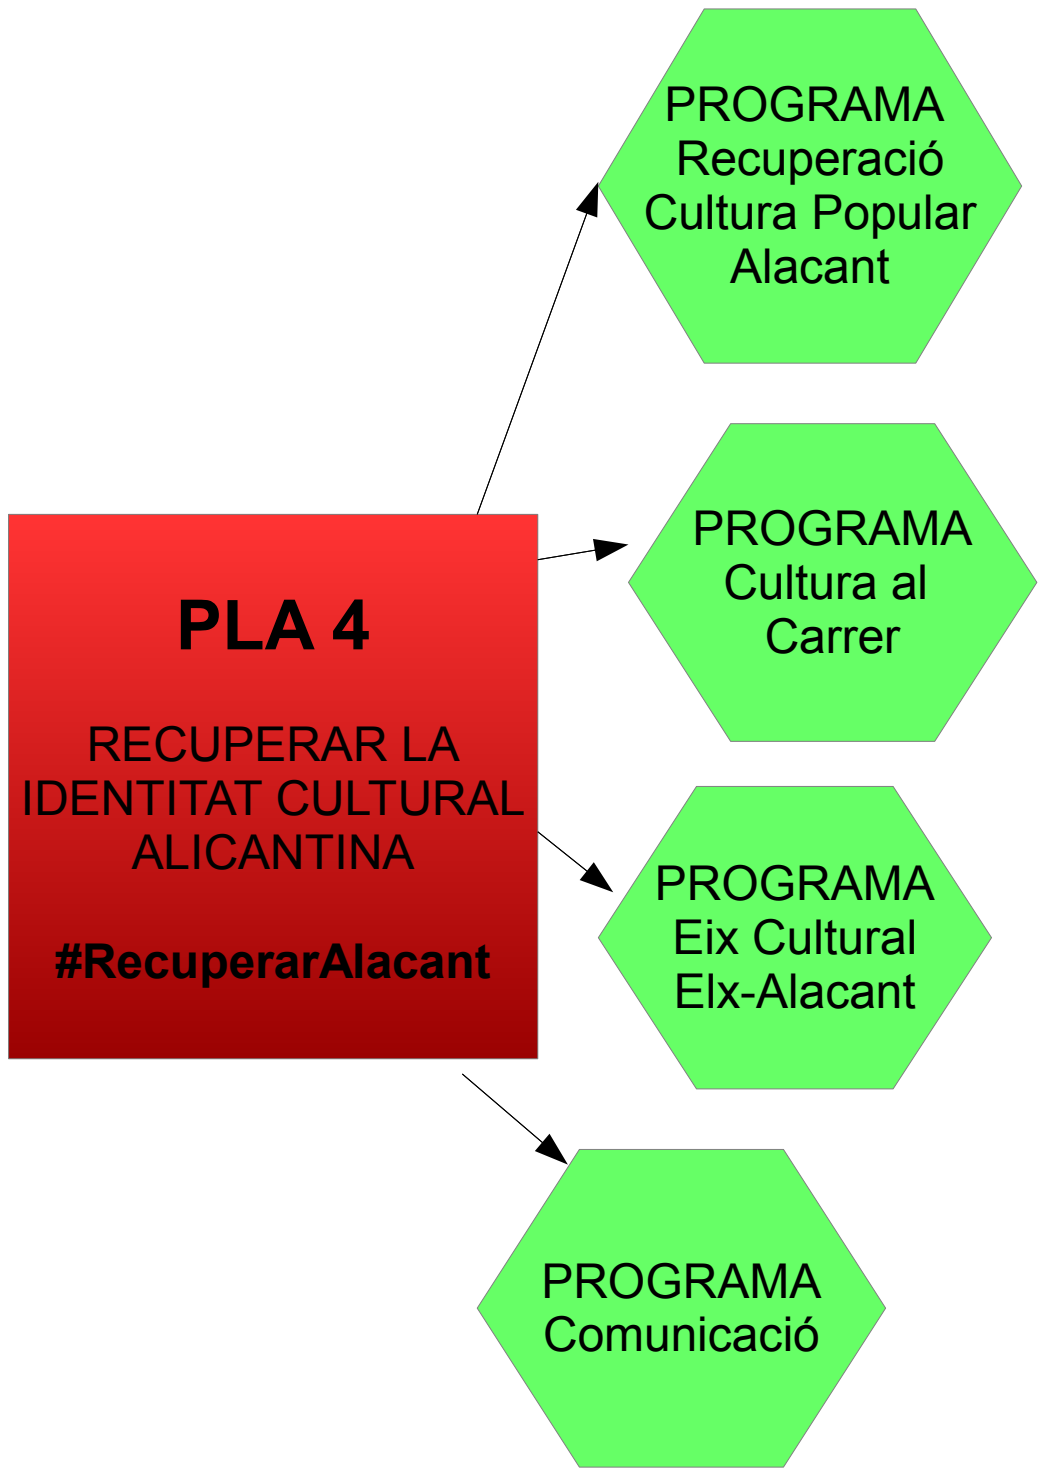 PROGRAMA
Recuperació
Cultura Popular
Alacant
PROGRAMA
Cultura al
Carrer
PLA 4
RECUPERAR LA
IDENTITAT CULTURAL
ALICANTINA
#RecuperarAlacant
PROGRAMA
Eix Cultural
Elx-Alacant
PROGRAMA
Comunicació